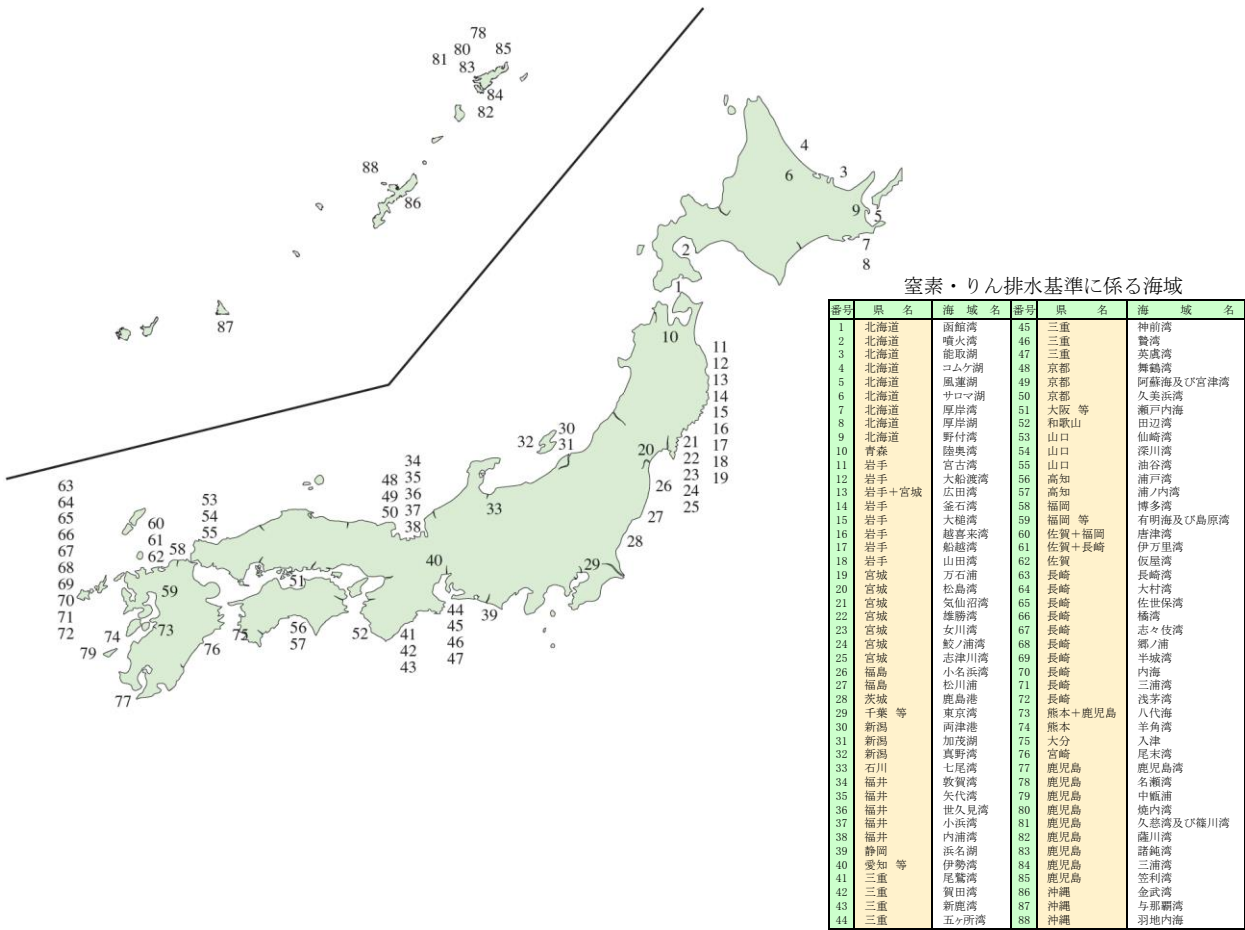 78
80
85
81
83
84
82
88
86
87
4
6
3
9
5
7
8
2
1
10
11
12
13
14
15
16
17
18
19
20
21
22
23
24
25
26
27
28
29
30
31
32
33
34
35
36
37
38
48
49
50
39
40
41
42
43
44
45
46
47
51
52
53
54
55
56
57
58
59
60
61
62
63
64
65
66
67
68
69
70
71
72
73
74
75
76
77
79
窒素・りん排水基準に係る海域
番号 県 名 海 域 名 番号 県 名 海 域 名
1 北海道 函館湾 45 三重 神前湾
2 北海道 噴火湾 46 三重 贄湾
3 北海道 能取湖 47 三重 英虞湾
4 北海道 コムケ湖 48 京都 舞鶴湾
5 北海道 風蓮湖 49 京都 阿蘇海及び宮津湾
6 北海道 サロマ湖 50 京都 久美浜湾
7 北海道 厚岸湾 51 大阪 等 瀬戸内海
8 北海道 厚岸湖 52 和歌山 田辺湾
9 北海道 野付湾 53 山口 仙崎湾
10 青森 陸奥湾 54 山口 深川湾
11 岩手 宮古湾 55 山口 油谷湾
12 岩手 大船渡湾 56 高知 浦戸湾
13 岩手+宮城 広田湾 57 高知 浦ノ内湾
14 岩手 釜石湾 58 福岡 博多湾
15 岩手 大槌湾 59 福岡 等 有明海及び島原湾
16 岩手 越喜来湾 60 佐賀+福岡 唐津湾
17 岩手 船越湾 61 佐賀+長崎 伊万里湾
18 岩手 山田湾 62 佐賀 仮屋湾
19 宮城 万石浦 63 長崎 長崎湾
20 宮城 松島湾 64 長崎 大村湾
21 宮城 気仙沼湾 65 長崎 佐世保湾
22 宮城 雄勝湾 66 長崎 橘湾
23 宮城 女川湾 67 長崎 志々伎湾
24 宮城 鮫ノ浦湾 68 長崎 郷ノ浦
25 宮城 志津川湾 69 長崎 半城湾
26 福島 小名浜湾 70 長崎 内海
27 福島 松川浦 71 長崎 三浦湾
28 茨城 鹿島港 72 長崎 浅茅湾
29 千葉 等 東京湾 73 熊本+鹿児島 八代海
30 新潟 両津港 74 熊本 羊角湾
31 新潟 加茂湖 75 大分 入津
32 新潟 真野湾 76 宮崎 尾末湾
33 石川 七尾湾 77 鹿児島 鹿児島湾
34 福井 敦賀湾 78 鹿児島 名瀬湾
35 福井 矢代湾 79 鹿児島 中甑浦
36 福井 世久見湾 80 鹿児島 焼内湾
37 福井 小浜湾 81 鹿児島 久慈湾及び篠川湾
38 福井 内浦湾 82 鹿児島 薩川湾
39 静岡 浜名湖 83 鹿児島 諸鈍湾
40 愛知 等 伊勢湾 84 鹿児島 三浦湾
41 三重 尾鷲湾 85 鹿児島 笠利湾
42 三重 賀田湾 86 沖縄 金武湾
43 三重 新鹿湾 87 沖縄 与那覇湾
44 三重 五ヶ所湾 88 沖縄 羽地内海